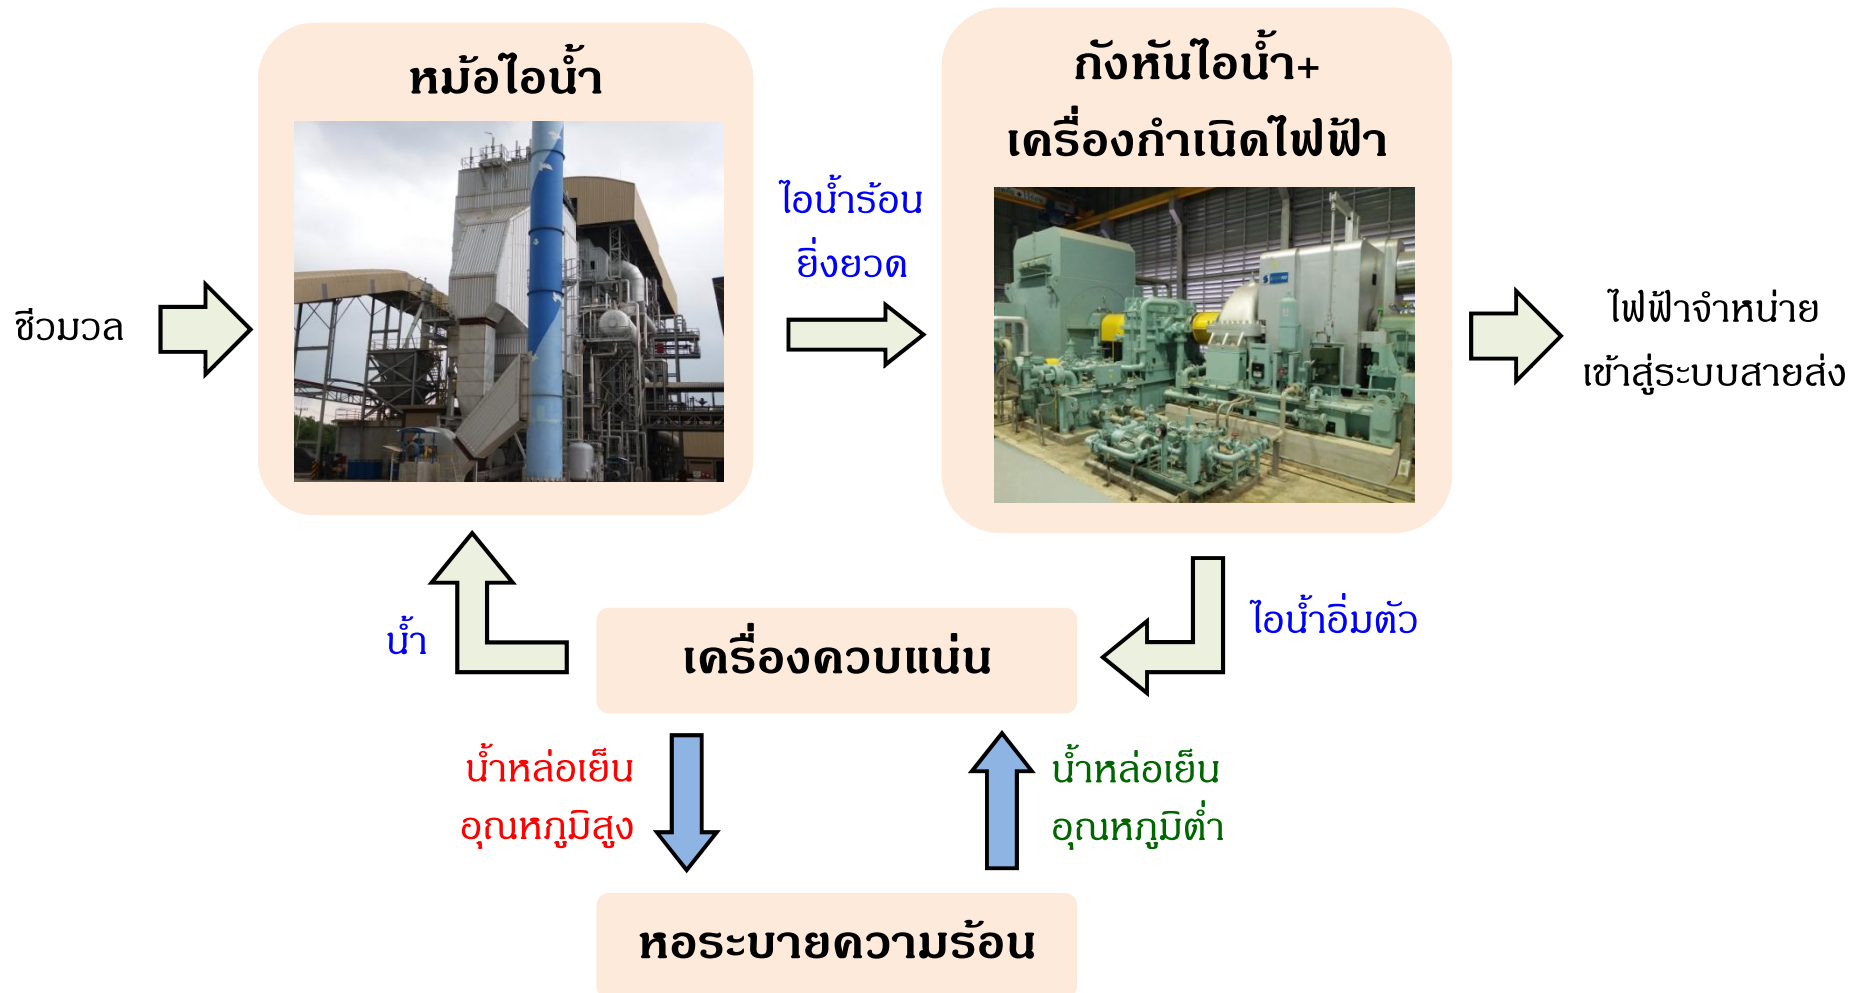 หม้อไอน้ำ
กังหันไอน้ำ+
เครื่องกำเนิดไฟฟ้า
ไอน้ำร้อน
ยิ่งยวด
ชีวมวล
ไฟฟ้าจำหน่าย
เข้าสู่ระบบสายส่ง
น้ำ
เครื่องควบแน่น
ไอน้ำอิ่มตัว
น้ำหล่อเย็น
อุณหภูมิสูง
น้ำหล่อเย็น
อุณหภูมิต่ำ
หอระบายความร้อน